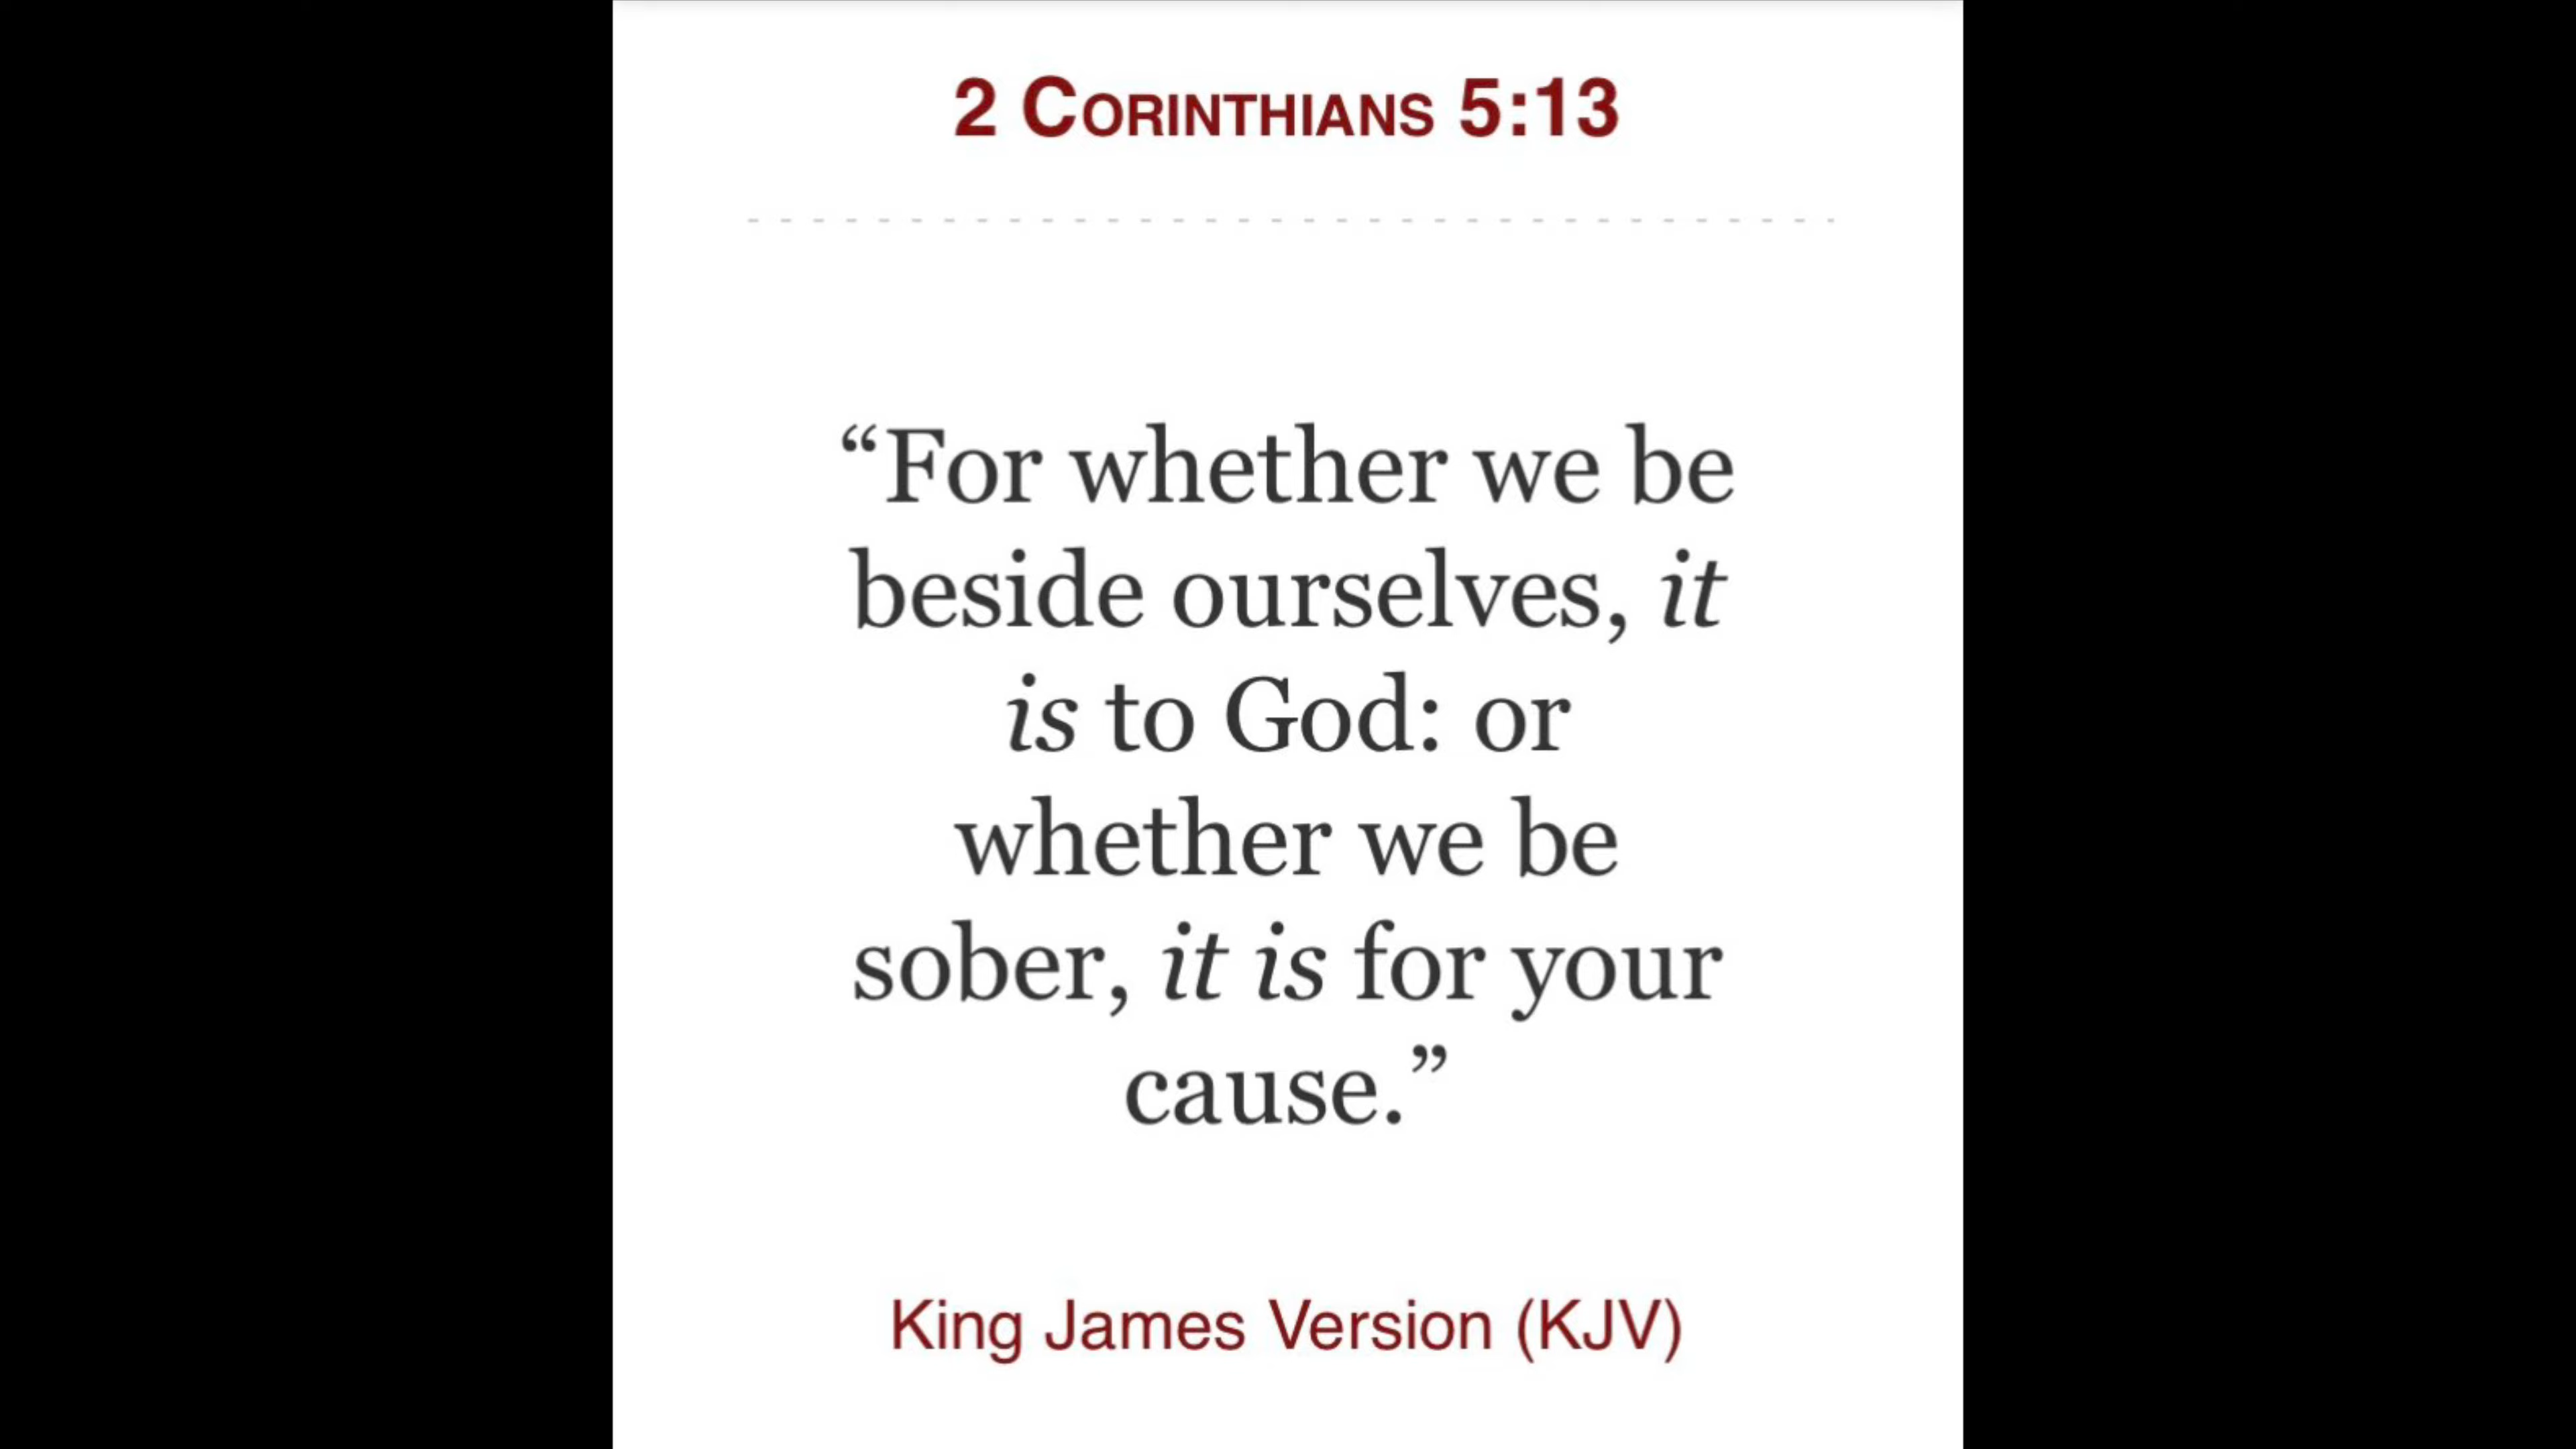 2 Corinthians 5:13
“For whether we be
beside ourselves, it
is to God: or
whether we be
sober, it is for your
cause.”
King James Version (KJV)